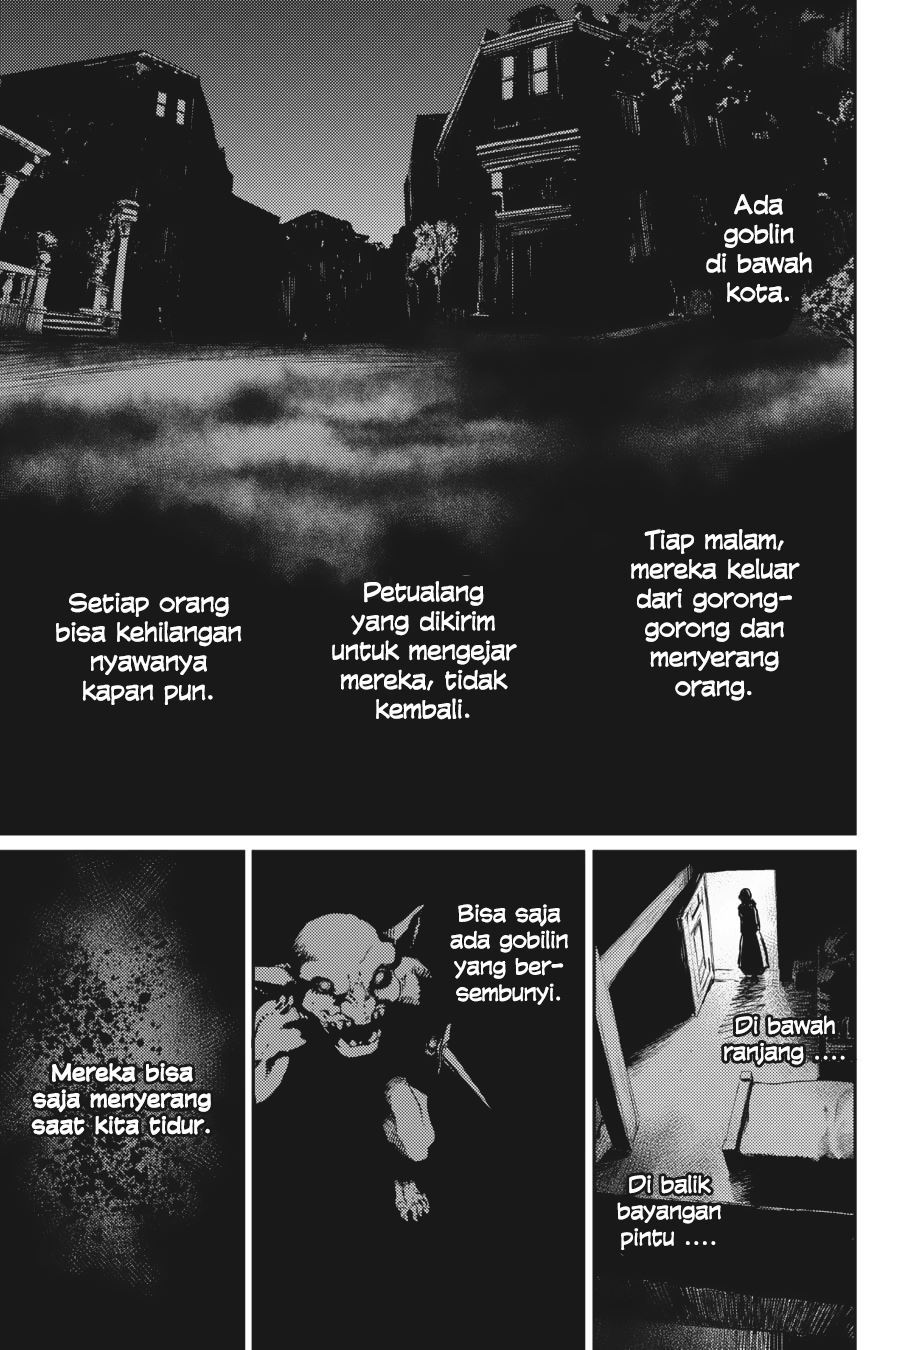 Ada
goblin
di bawah
kota.
Tiap malam,
mereka keluar
dari gorong-
gorong dan
menyerang
orang.
Petualang
yang dikirim
untuk mengejar
mereka, tidak
kembali.
Setiap orang
bisa kehilangan
nyawanya
kapan pun.
Di bawah
ranjang ....
Di balik
bayangan
pintu ....
Bisa saja
ada gobilin
yang ber-
sembunyi.
Mereka bisa
saja menyerang
saat kita tidur.